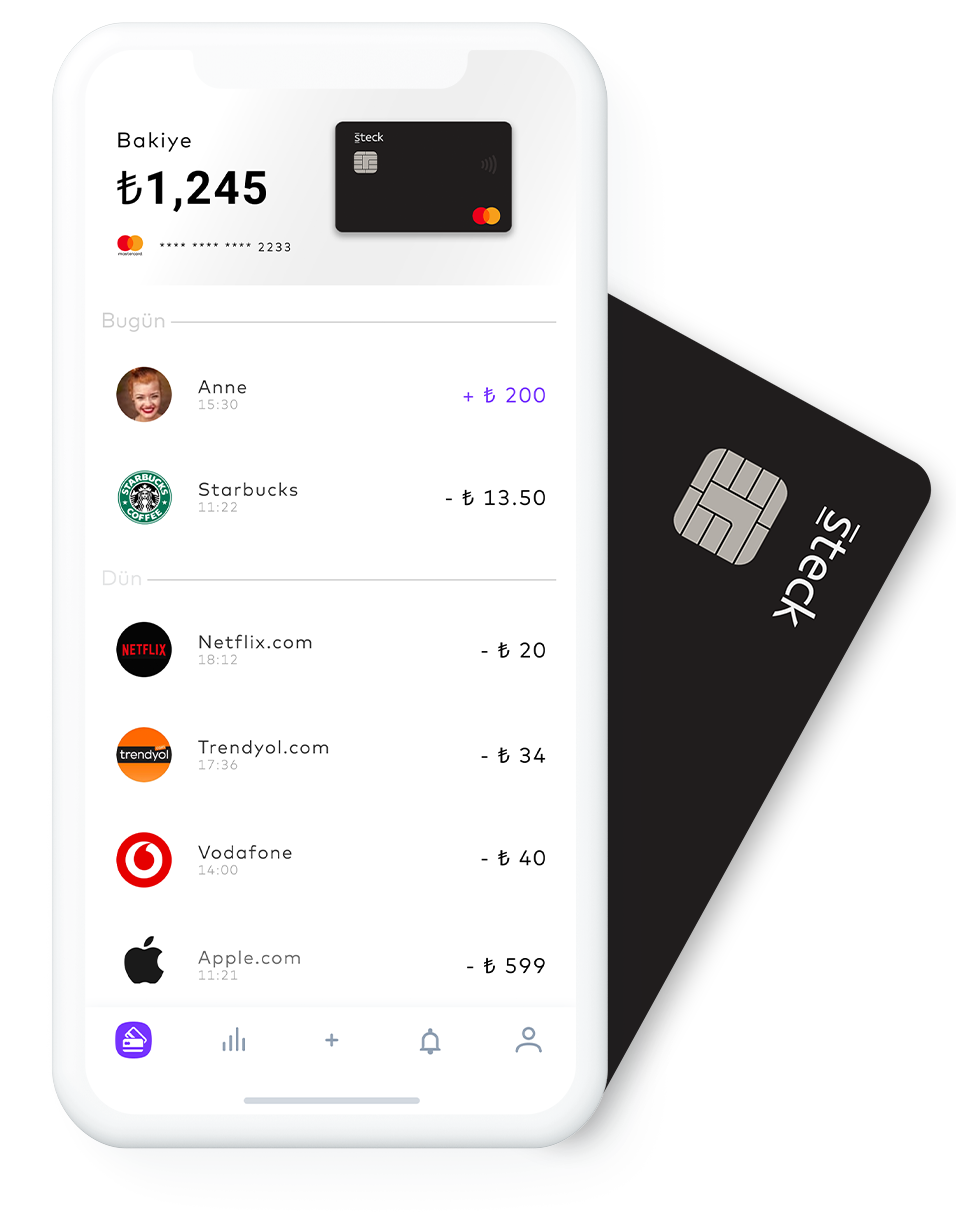 Bakiye
₺1,245
mastercard
**** **** **** 2233
steck
Bugün
Anne
15:30
+ ₺ 200
STARBUCKS
COFFEE
Starbucks
11:22
- ₺ 13.50
Dün
NETFLIX
Netflix.com
18:12
- ₺ 20
trendyol
Trendyol.com
17:36
- ₺ 34
Vodafone
14:00
- ₺ 40
Apple.com
11:21
- ₺ 599
steck